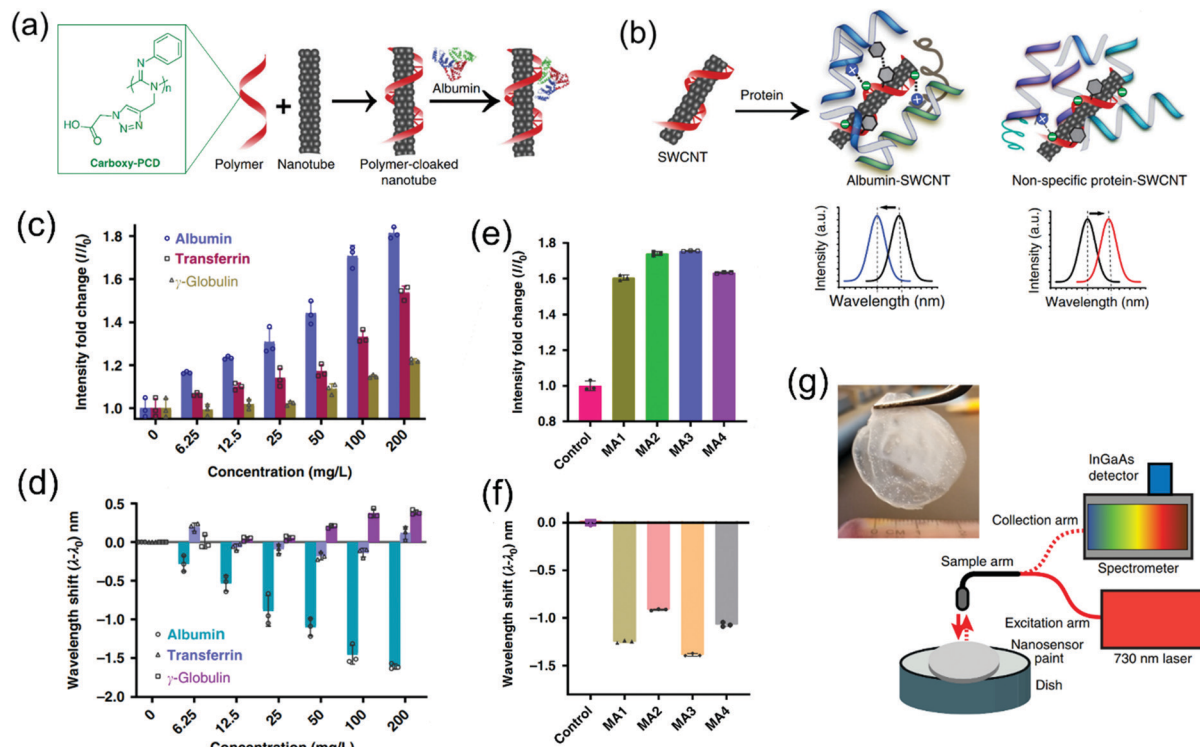 (a)
N
N
n
HO
O
N
N=N
Carboxy-PCD
Polymer
+
Nanotube
Polymer-cloaked
nanotube
Albumin
(b)
SWCNT
Protein
Albumin-SWCNT
Non-specific protein-SWCNT
Intensity (a.u.)
Wavelength (nm)
Intensity (a.u.)
Wavelength (nm)
(c)
Intensity fold change (I/I0)
1.8
1.6
1.4
1.2
1.0
Albumin
Transferrin
γ-Globulin
0
6.25
12.5
25
50
100
200
Concentration (mg/L)
(d)
Wavelength shift (λ-λ0) nm
0.5
0.0
−0.5
−1.0
−1.5
−2.0
Albumin
Transferrin
γ-Globulin
0
6.25
12.5
25
50
100
200
Concentration (mg/L)
(e)
Intensity fold change (I/I0)
1.8
1.6
1.4
1.2
1.0
0.8
Control
MA1
MA2
MA3
MA4
(f)
Wavelength shift (λ-λ0) nm
0.0
−0.5
−1.0
−1.5
Control
MA1
MA2
MA3
MA4
(g)
InGaAs
detector
Collection arm
Spectrometer
Sample arm
Excitation arm
Nanosensor
paint
730 nm laser
Dish